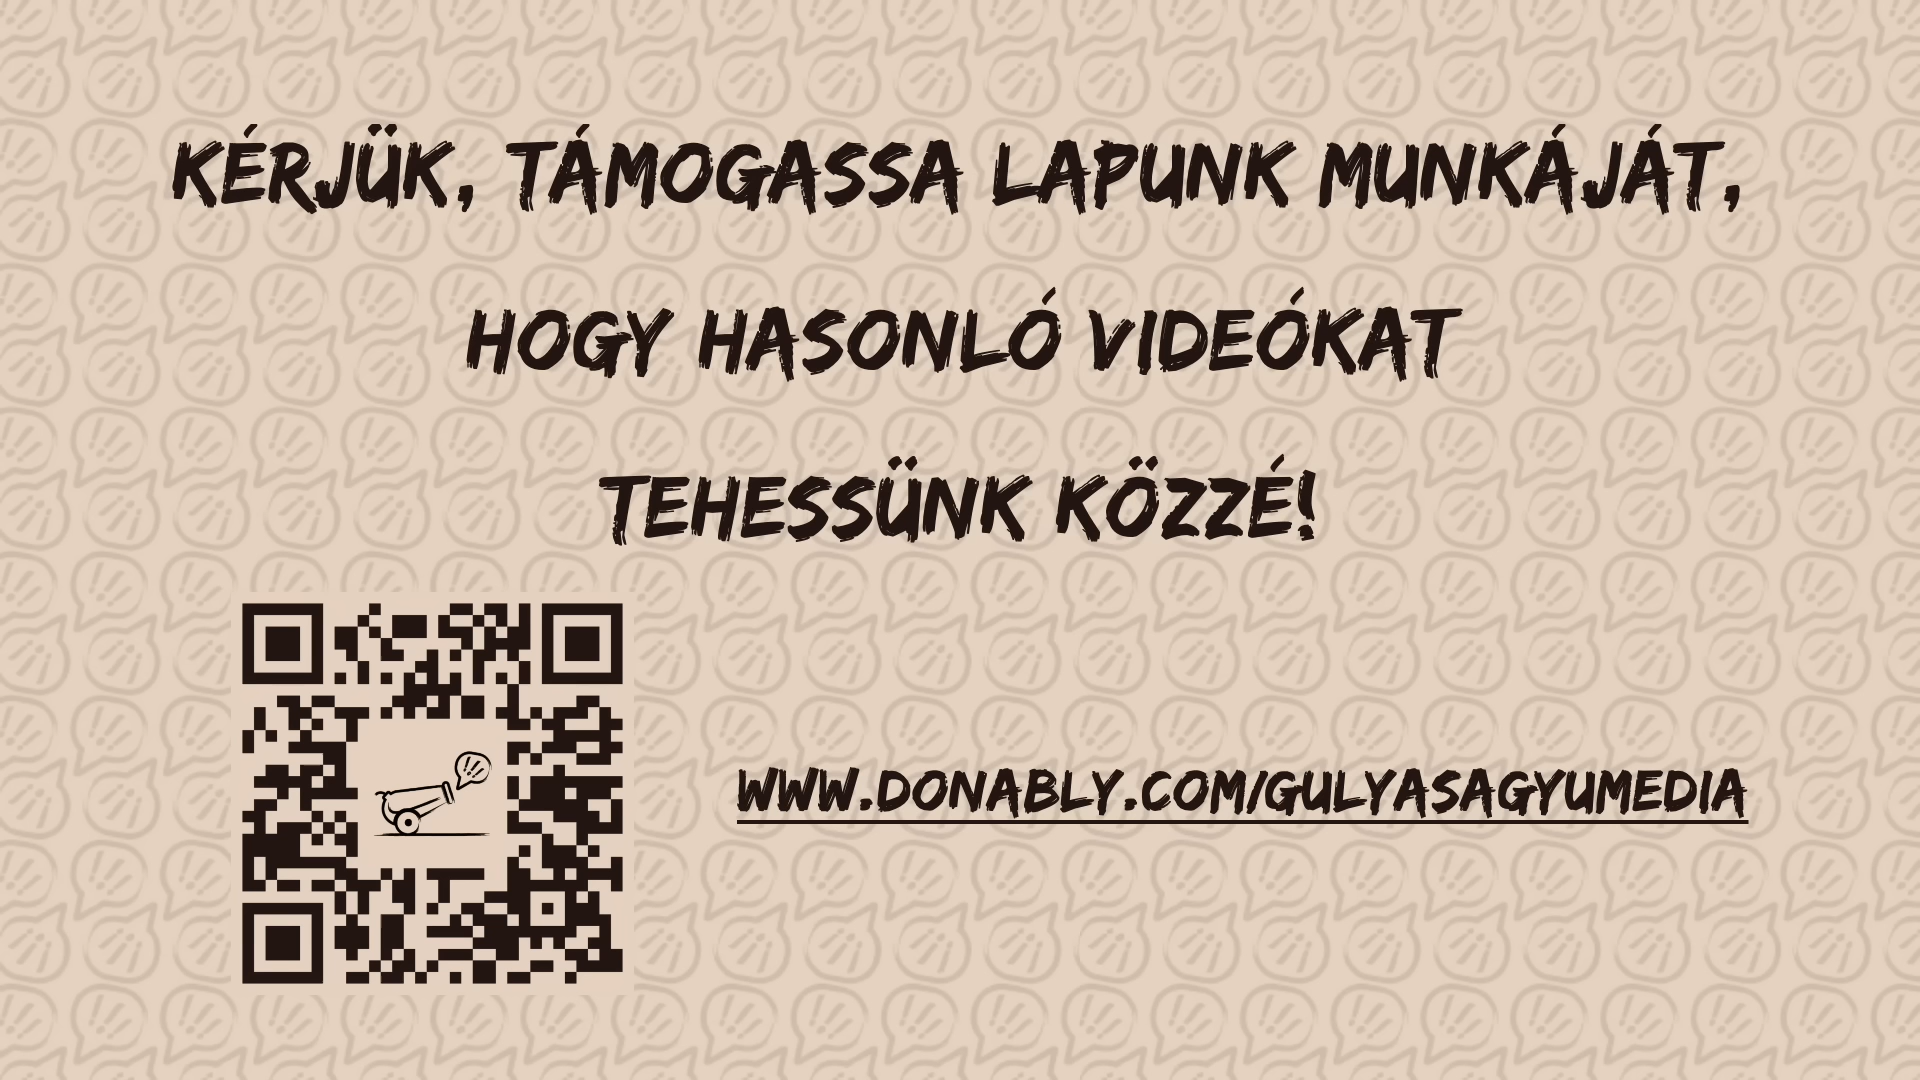 KÉRJÜK, TÁMOGASSA LAPUNK MUNKÁJÁT,
HOGY HASONLÓ VIDEÓKAT
TEHESSÜNK KÖZZÉ!
WWW.DONABLY.COM/GULYASAGYUMEDIA